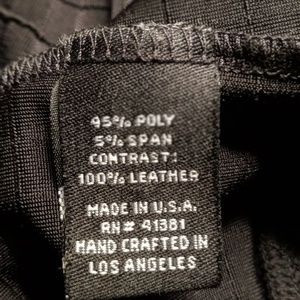 95% POLY
5% SPAN
CONTRAST:
100% LEATHER
MADE IN U.S.A.
RN# 41381
HAND CRAFTED IN
LOS ANGELES